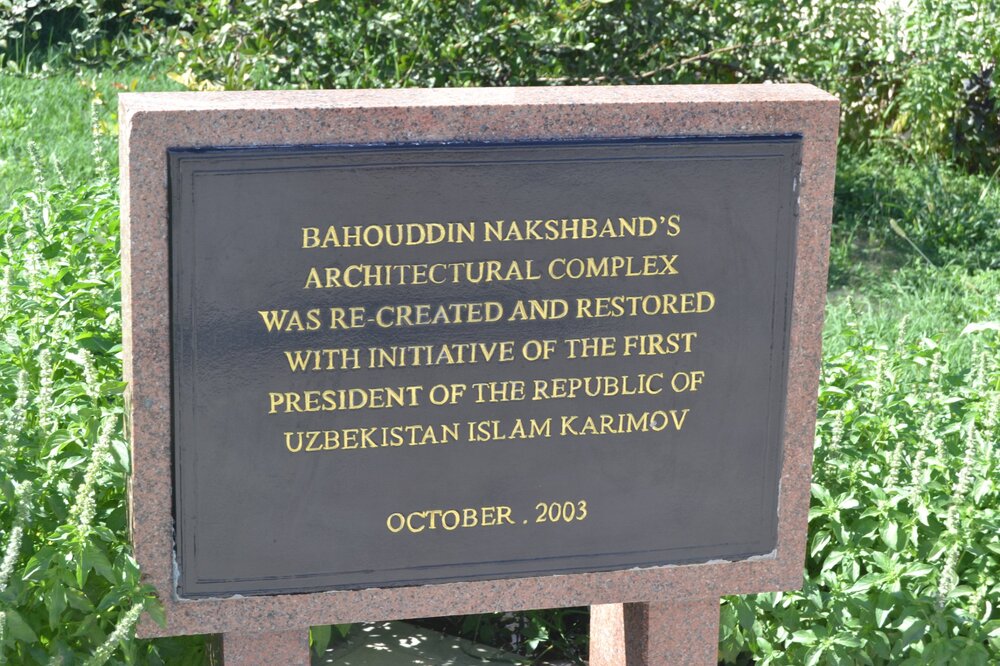 BAHOUDDIN NAKSHBAND'S
ARCHITECTURAL COMPLEX
WAS RE-CREATED AND RESTORED
WITH INITIATIVE OF THE FIRST
PRESIDENT OF THE REPUBLIC OF
UZBEKISTAN ISLAM KARIMOV
OCTOBER . 2003